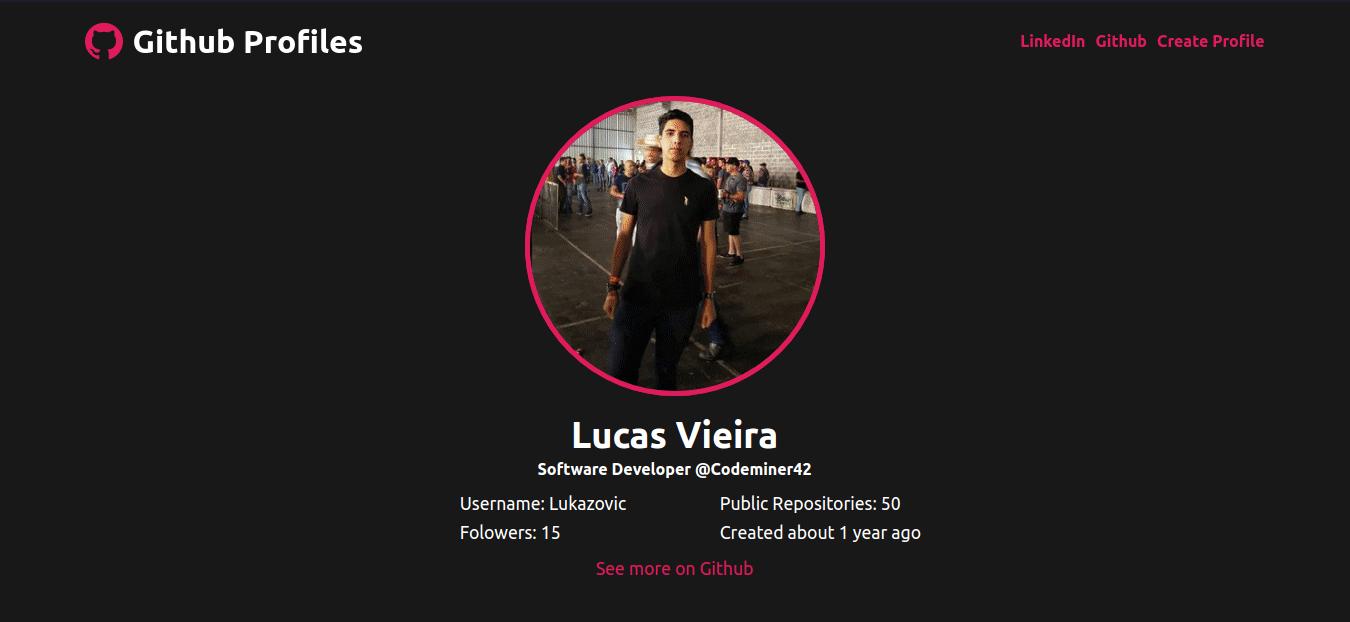 Github Profiles
LinkedIn Github Create Profile
Lucas Vieira
Software Developer @Codeminer42
Username: Lukazovic
Public Repositories: 50
Folowers: 15
Created about 1 year ago
See more on Github